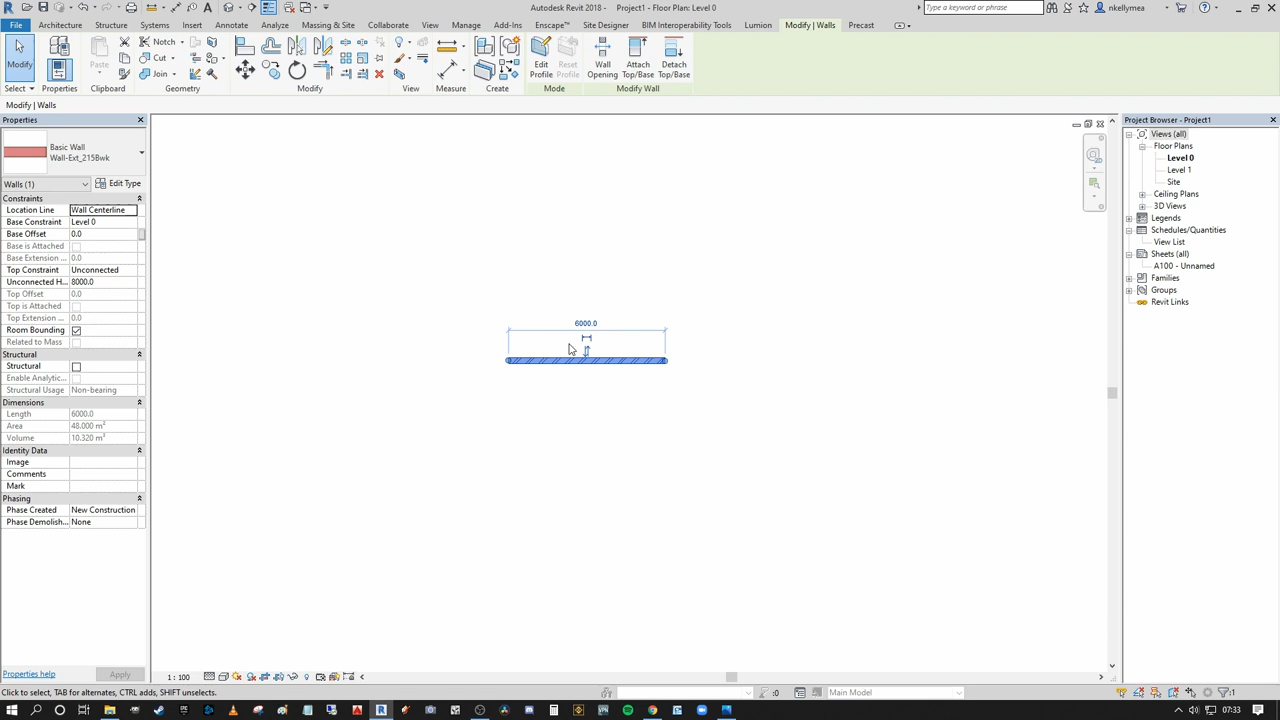 Autodesk Revit 2018 - Project1 - Floor Plan: Level 0
Type a keyword or phrase
nkellymea
File
Architecture
Structure
Systems
Insert
Annotate
Analyze
Massing & Site
Collaborate
View
Manage
Add-Ins
Enscape™
Site Designer
BIM Interoperability Tools
Lumion
Modify | Walls
Precast
Modify
Properties
Paste
Notch
Cut
Join
Edit Profile
Reset Profile
Wall Opening
Attach Top/Base
Detach Top/Base
Select
Properties
Clipboard
Geometry
Modify
View
Measure
Create
Mode
Modify Wall
Modify | Walls
Properties
Basic Wall
Wall-Ext_215Bwk
Walls (1)
Edit Type
Constraints
Location Line Wall Centerline
Base Constraint Level 0
Base Offset 0.0
Base is Attached
Base Extension ... 0.0
Top Constraint Unconnected
Unconnected H... 8000.0
Top Offset 0.0
Top is Attached
Top Extension ... 0.0
Room Bounding
Related to Mass
Structural
Structural
Enable Analytic...
Structural Usage Non-bearing
Dimensions
Length 6000.0
Area 48.000 m²
Volume 10.320 m³
Identity Data
Image
Comments
Mark
Phasing
Phase Created New Construction
Phase Demolish... None
Properties help
Apply
6000.0
Project Browser - Project1
Views (all)
Floor Plans
Level 0
Level 1
Site
Ceiling Plans
3D Views
Legends
Schedules/Quantities
View List
Sheets (all)
A100 - Unnamed
Families
Groups
Revit Links
1 : 100
Click to select, TAB for alternates, CTRL adds, SHIFT unselects.
:0
Main Model
:1
07:33